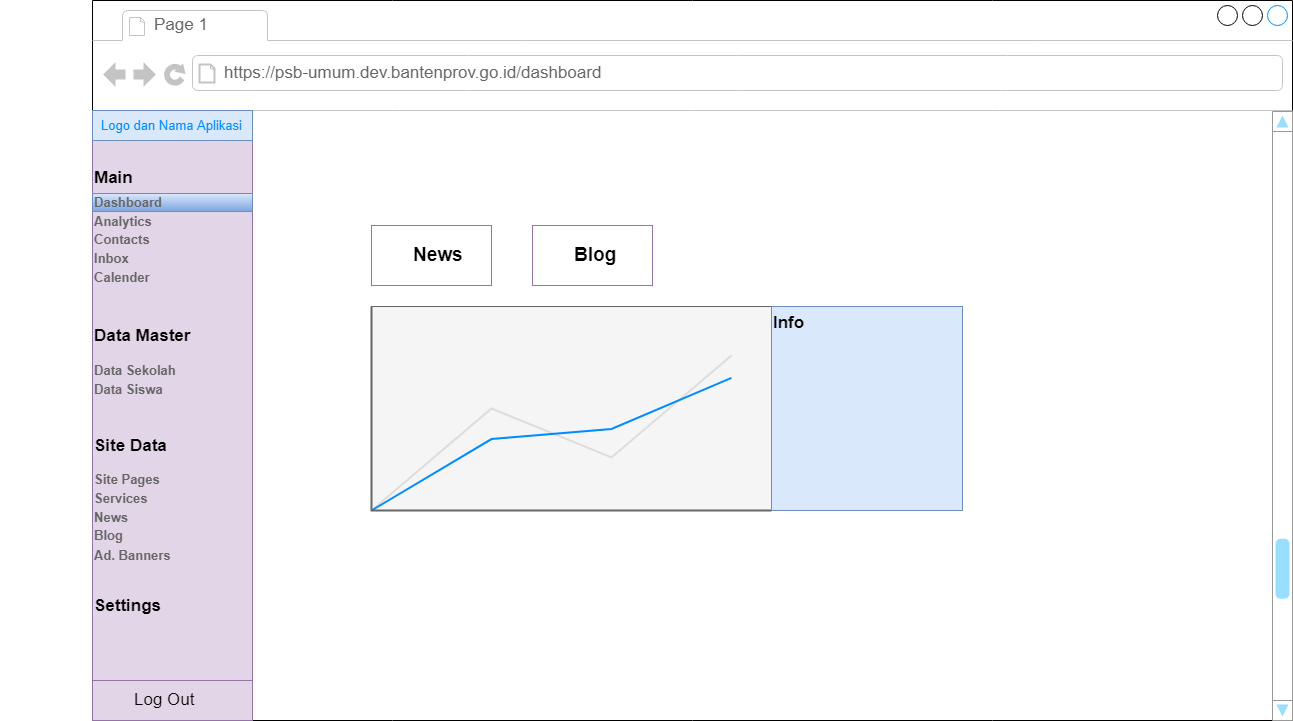 Page 1
https://psb-umum.dev.bantenprov.go.id/dashboard
Logo dan Nama Aplikasi
Main
Dashboard
Analytics
Contacts
Inbox
Calender
Data Master
Data Sekolah
Data Siswa
Site Data
Site Pages
Services
News
Blog
Ad. Banners
Settings
Log Out
News
Blog
Info